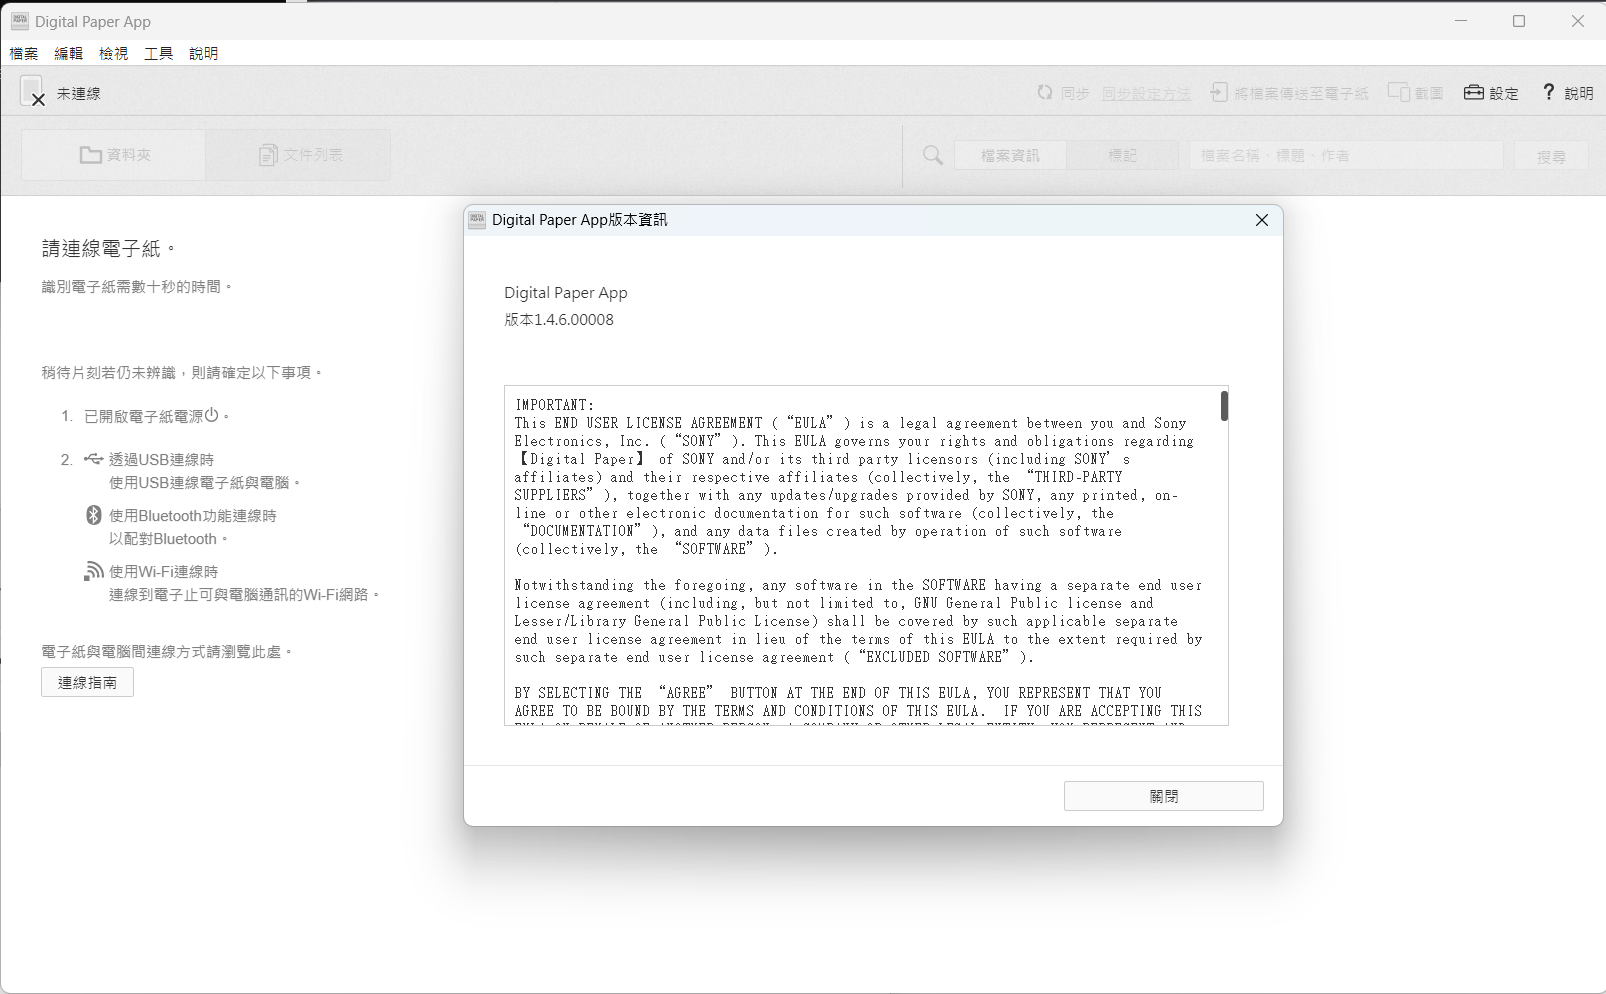 Digital Paper App
檔案 編輯 檢視 工具 說明
未連線
同步 同步設定方法 將檔案傳送至電子紙 截圖 設定 ? 說明
資料夾 文件列表
檔案資訊 標記 檔案名稱、標題、作者 搜尋
請連線電子紙。
識別電子紙需數十秒的時間。
稍待片刻若仍未辨識，則請確定以下事項。
1. 已開啟電子紙電源。
2. 透過USB連線時
使用USB連線電子紙與電腦。
使用Bluetooth功能連線時
以配對Bluetooth。
使用Wi-Fi連線時
連線到電子止可與電腦通訊的Wi-Fi網路。
電子紙與電腦間連線方式請瀏覽此處。
連線指南
Digital Paper App版本資訊
Digital Paper App
版本1.4.6.00008
IMPORTANT:
This END USER LICENSE AGREEMENT (“EULA”) is a legal agreement between you and Sony
Electronics, Inc. (“SONY”). This EULA governs your rights and obligations regarding
【Digital Paper】 of SONY and/or its third party licensors (including SONY’s
affiliates) and their respective affiliates (collectively, the “THIRD-PARTY
SUPPLIERS”), together with any updates/upgrades provided by SONY, any printed, on-
line or other electronic documentation for such software (collectively, the
“DOCUMENTATION”), and any data files created by operation of such software
(collectively, the “SOFTWARE”).
Notwithstanding the foregoing, any software in the SOFTWARE having a separate end user
license agreement (including, but not limited to, GNU General Public license and
Lesser/Library General Public License) shall be covered by such applicable separate
end user license agreement in lieu of the terms of this EULA to the extent required by
such separate end user license agreement (“EXCLUDED SOFTWARE”).
BY SELECTING THE “AGREE” BUTTON AT THE END OF THIS EULA, YOU REPRESENT THAT YOU
AGREE TO BE BOUND BY THE TERMS AND CONDITIONS OF THIS EULA. IF YOU ARE ACCEPTING THIS
關閉